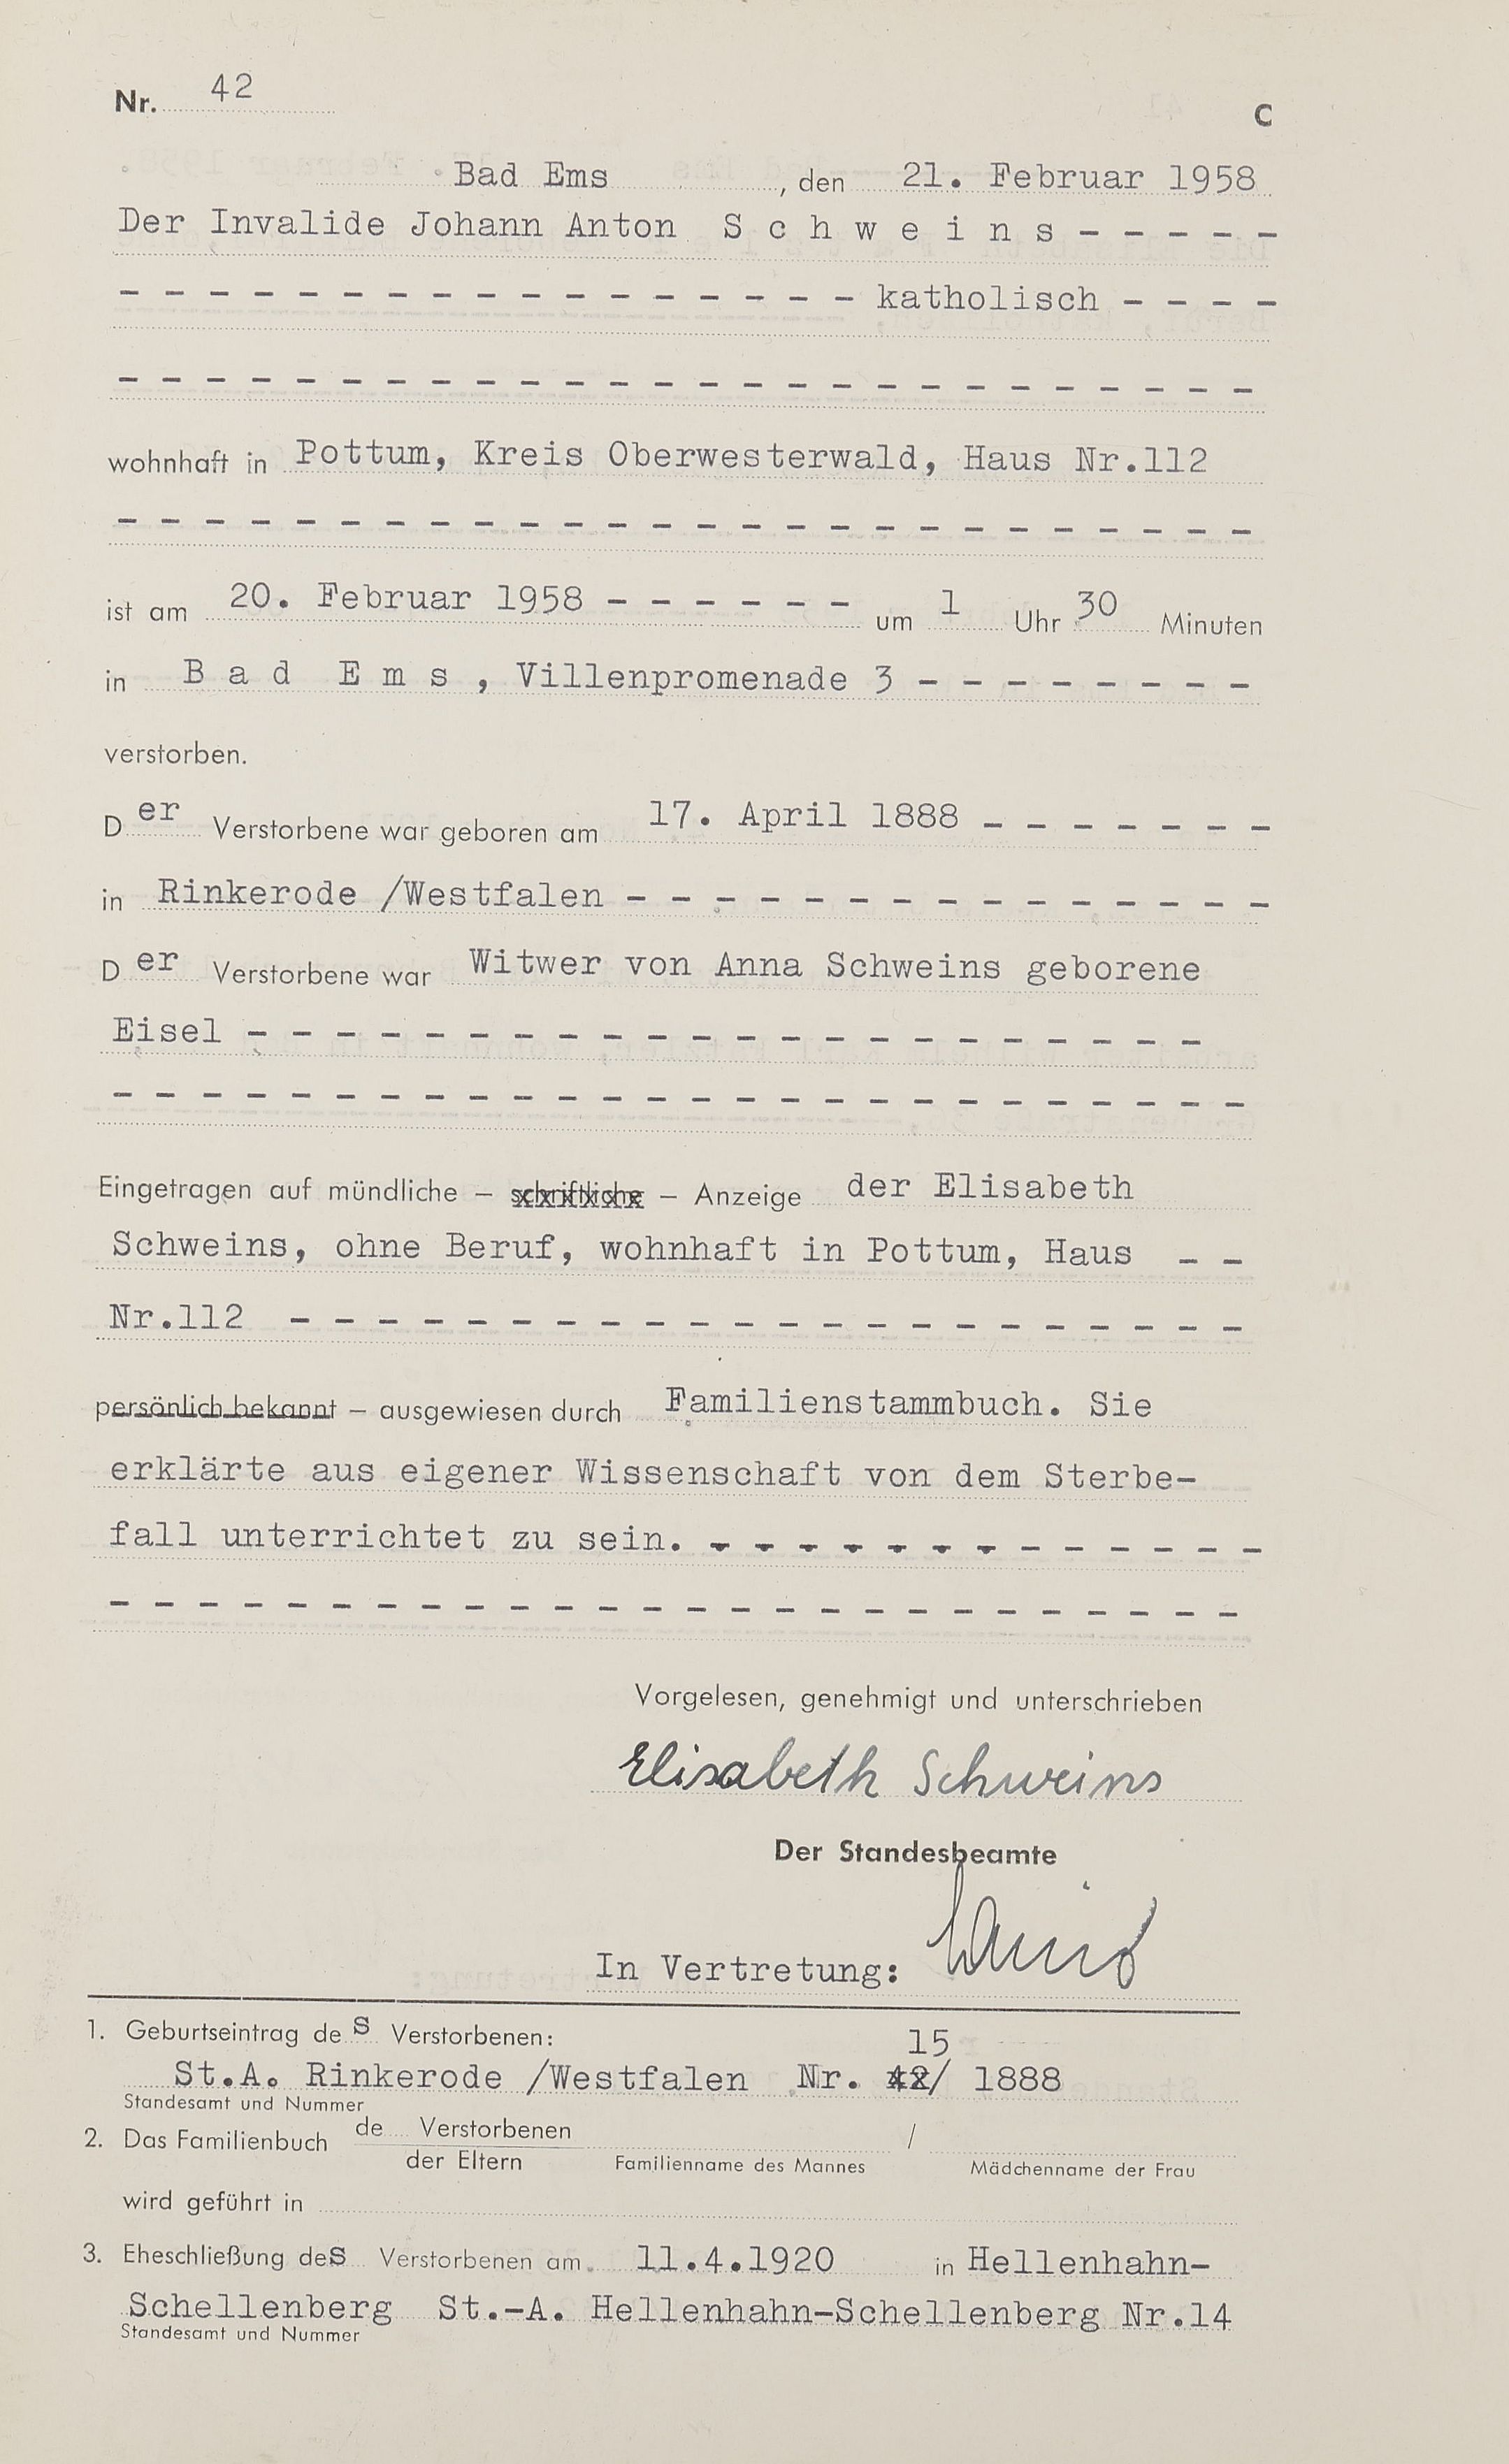 Nr. 42
C
Bad Ems, den 21. Februar 1958
Der Invalide Johann Anton S c h w e i n s - - - - -
- - - - - - - - - - - - - - - - - katholisch - - - -
- - - - - - - - - - - - - - - - - - - - - - - - - -
wohnhaft in Pottum, Kreis Oberwesterwald, Haus Nr.112
- - - - - - - - - - - - - - - - - - - - - - - - - -
ist am 20. Februar 1958 - - - - - - um 1 Uhr 30 Minuten
in B a d E m s , Villenpromenade 3 - - - - - - - -
verstorben.
Der Verstorbene war geboren am 17. April 1888 - - - - - - -
in Rinkerode /Westfalen - - - - - - - - - - - - - - -
Der Verstorbene war Witwer von Anna Schweins geborene
Eisel - - - - - - - - - - - - - - - - - - - - - -
- - - - - - - - - - - - - - - - - - - - - - - - - -
Eingetragen auf mündliche – schriftliche – Anzeige der Elisabeth
Schweins, ohne Beruf, wohnhaft in Pottum, Haus - -
Nr.112 - - - - - - - - - - - - - - - - - - - - - -
persönlich bekannt – ausgewiesen durch Familienstammbuch. Sie
erklärte aus eigener Wissenschaft von dem Sterbe-
fall unterrichtet zu sein. - - - - - - - - - - - - -
- - - - - - - - - - - - - - - - - - - - - - - - - -
Vorgelesen, genehmigt und unterschrieben
Elisabeth Schweins
Der Standesbeamte
In Vertretung:
1. Geburtseintrag des Verstorbenen:
15
St.A. Rinkerode /Westfalen Nr. 42/ 1888
Standesamt und Nummer
2. Das Familienbuch de Verstorbenen /
der Eltern Familienname des Mannes Mädchenname der Frau
wird geführt in
3. Eheschließung des Verstorbenen am 11.4.1920 in Hellenhahn-
Schellenberg St.-A. Hellenhahn-Schellenberg Nr.14
Standesamt und Nummer